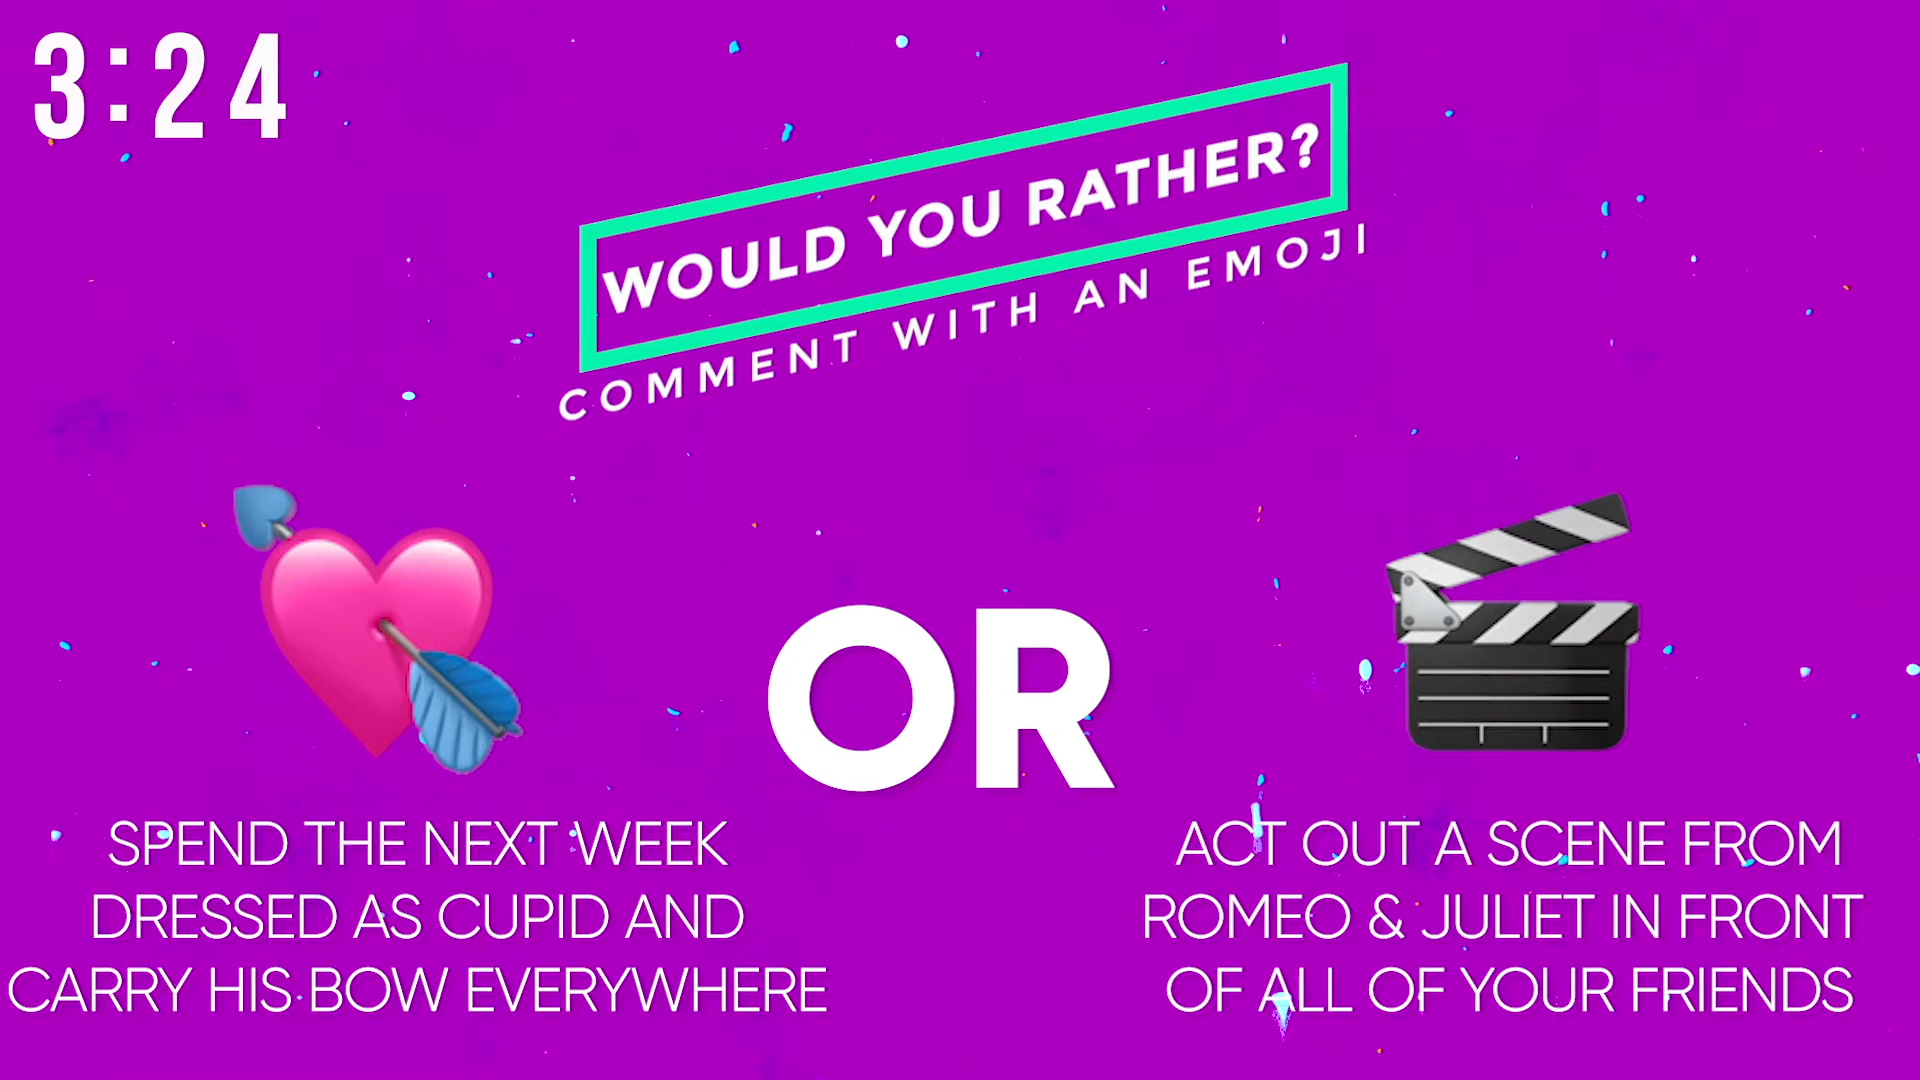 3:24
WOULD YOU RATHER?
COMMENT WITH AN EMOJI
OR
SPEND THE NEXT WEEK
DRESSED AS CUPID AND
CARRY HIS BOW EVERYWHERE
ACT OUT A SCENE FROM
ROMEO & JULIET IN FRONT
OF ALL OF YOUR FRIENDS